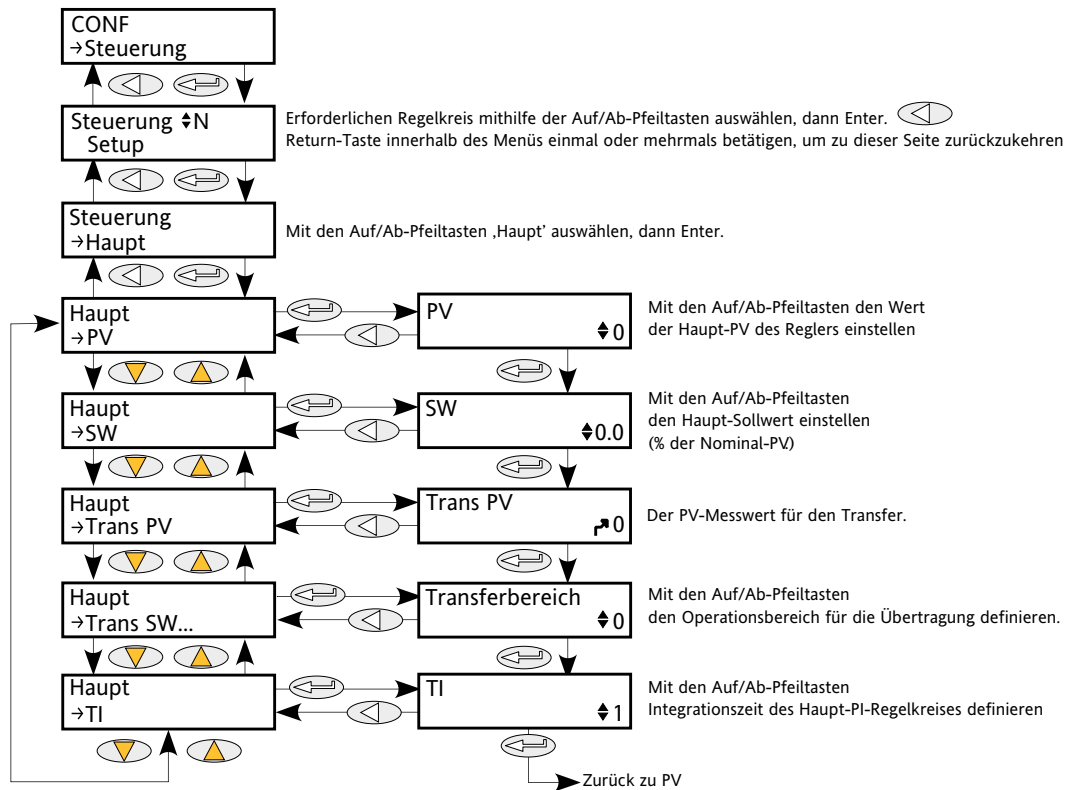 CONF
→Steuerung
Steuerung ♦N
Setup
Erforderlichen Regelkreis mithilfe der Auf/Ab-Pfeiltasten auswählen, dann Enter.
Return-Taste innerhalb des Menüs einmal oder mehrmals betätigen, um zu dieser Seite zurückzukehren
Steuerung
→Haupt
Mit den Auf/Ab-Pfeiltasten ‚Haupt' auswählen, dann Enter.
Haupt
→PV
PV
♦0
Mit den Auf/Ab-Pfeiltasten den Wert
der Haupt-PV des Reglers einstellen
Haupt
→SW
SW
♦0.0
Mit den Auf/Ab-Pfeiltasten
den Haupt-Sollwert einstellen
(% der Nominal-PV.)
Haupt
→Trans PV
Trans PV
0
Der PV-Messwert für den Transfer.
Haupt
→Trans SW...
Transferbereich
♦0
Mit den Auf/Ab-Pfeiltasten
den Operationsbereich für die Übertragung definieren.
Haupt
→TI
TI
♦1
Mit den Auf/Ab-Pfeiltasten
Integrationszeit des Haupt-PI-Regelkreises definieren
Zurück zu PV